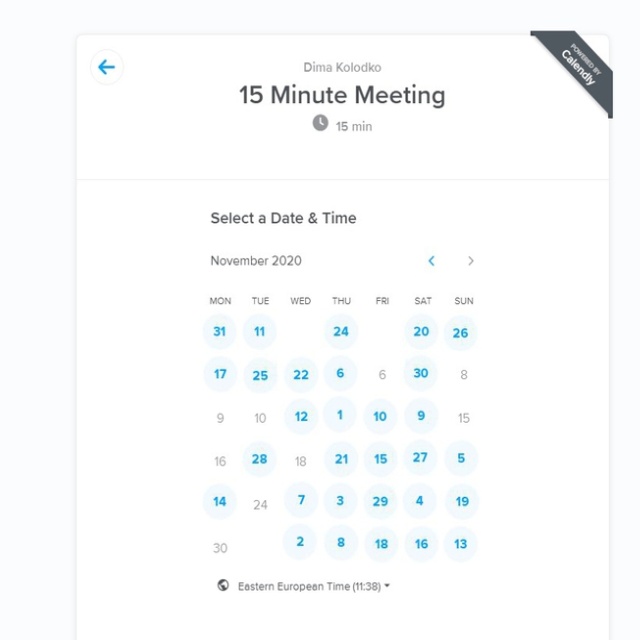 POWERED BY
Calendly
Dima Kolodko
15 Minute Meeting
15 min
Select a Date & Time
November 2020
MON TUE WED THU FRI SAT SUN
31 11 24 20 26
17 25 22 6 6 30 8
9 10 12 1 10 9 15
16 28 18 21 15 27 5
14 24 7 3 29 4 19
30 2 8 18 16 13
Eastern European Time (11:38)